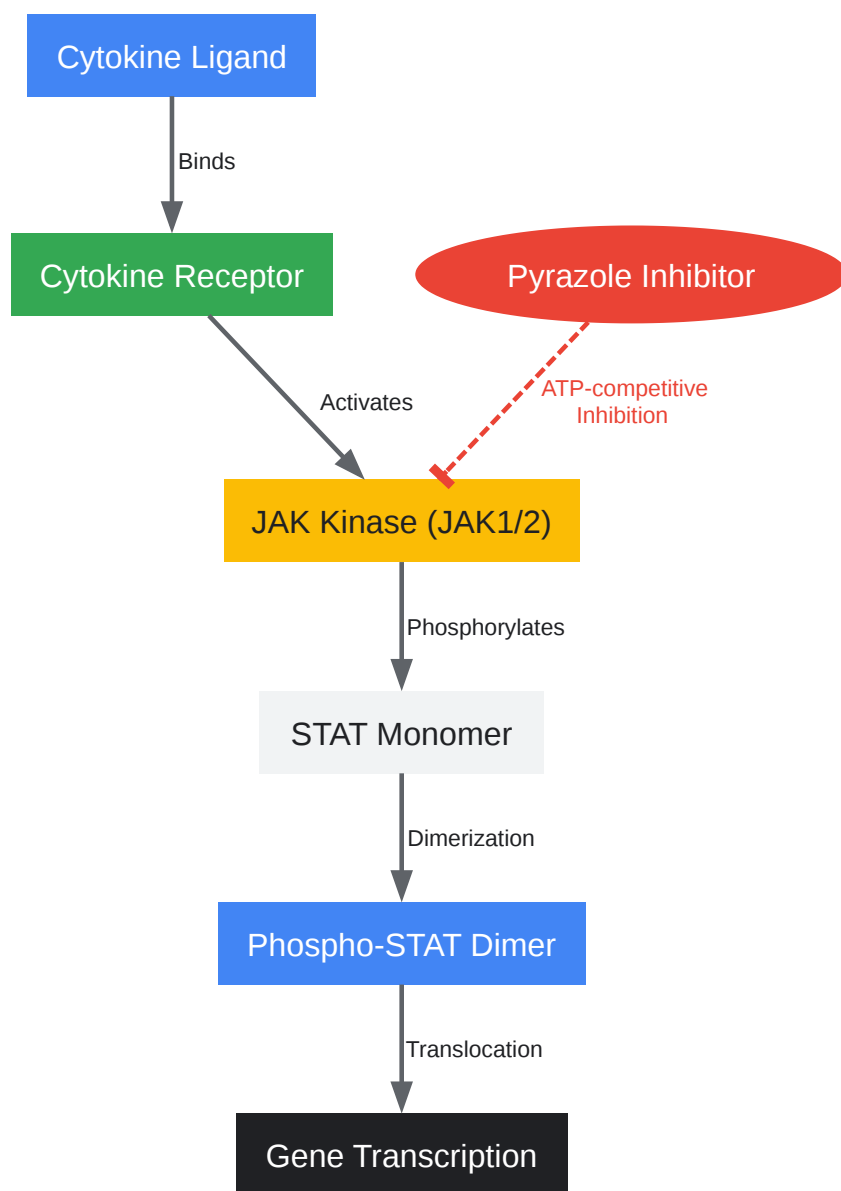 Cytokine Ligand
Binds
Cytokine Receptor
Pyrazole Inhibitor
Activates
ATP-competitive
Inhibition
JAK Kinase (JAK1/2)
Phosphorylates
STAT Monomer
Dimerization
Phospho-STAT Dimer
Translocation
Gene Transcription